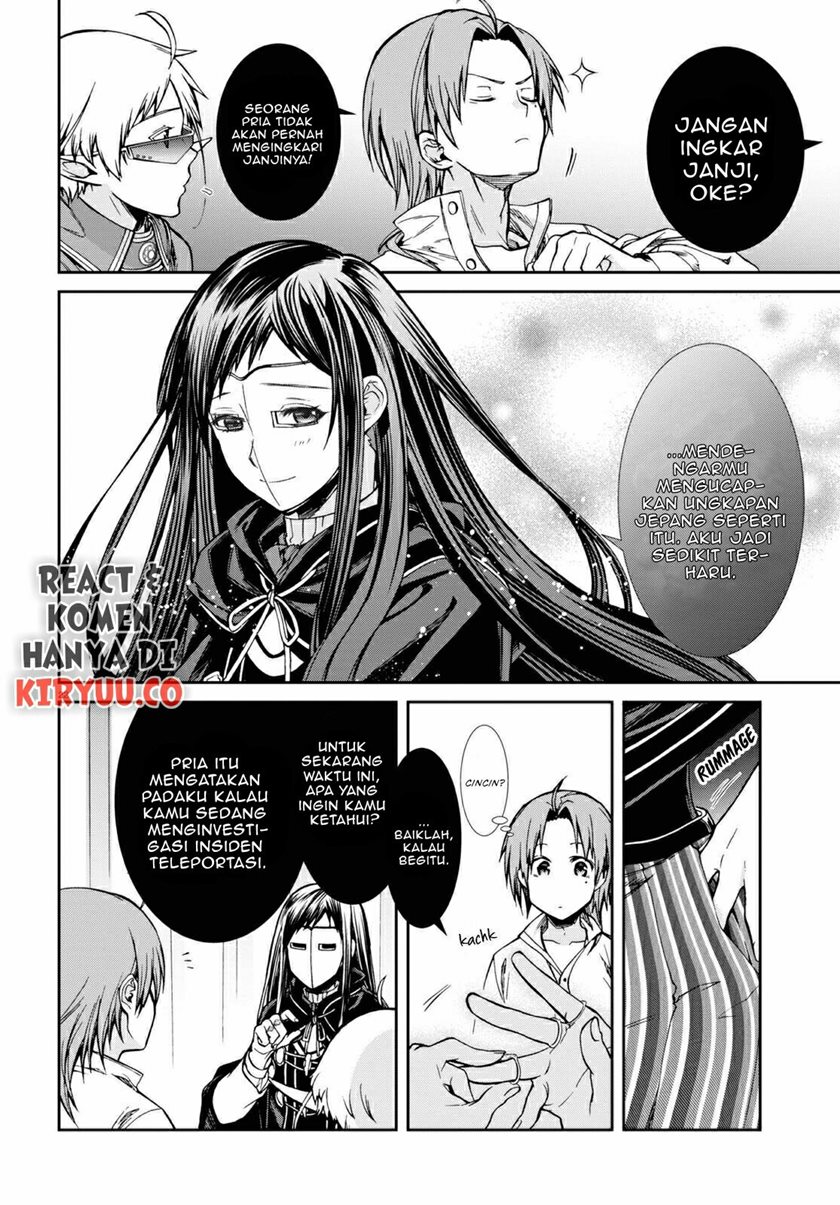 JANGAN
INGKAR
JANJI,
OKE?
SEORANG
PRIA TIDAK
AKAN PERNAH
MENGINGKARI
JANJINYA!
...MENDE-
NGARMU
MENGUCAP-
KAN UNGKAPAN
JEPANG SEPERTI
ITU. AKU JADI
SEDIKIT TER-
HARU.
REACT &
KOMEN
HANYA DI
KIRYUU.CO
RUMMAGE
CINCIN?
kachk
...
BAIKLAH,
KALAU
BEGITU.
UNTUK
SEKARANG
WAKTU INI,
APA YANG
INGIN KAMU
KETAHUI?
PRIA ITU
MENGATAKAN
PADAKU KALAU
KAMU SEDANG
MENGINVESTI-
GASI INSIDEN
TELEPORTASI.